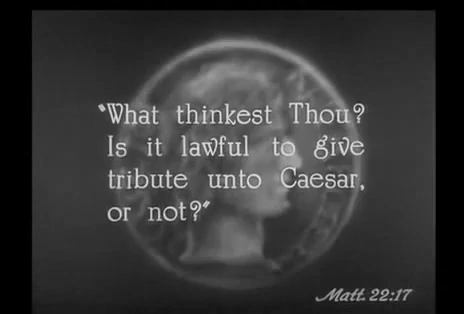 "What thinkest Thou?
Is it lawful to give
tribute unto Caesar,
or not?"
Matt. 22:17